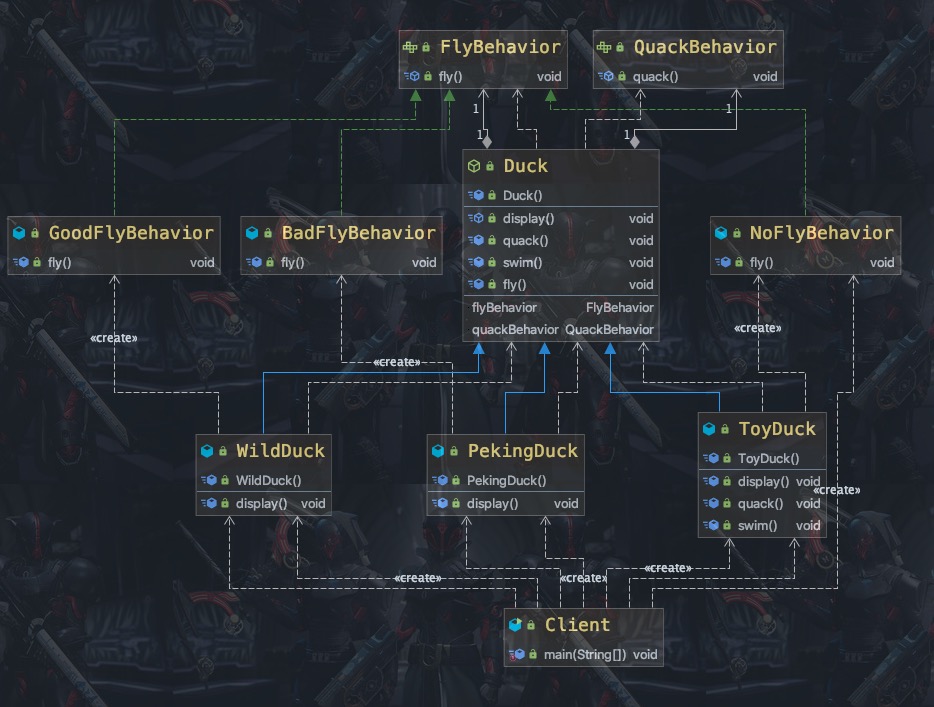 FlyBehavior
fly() void
QuackBehavior
quack() void
1
1
1
1
Duck
Duck()
display() void
quack() void
swim() void
fly() void
flyBehavior FlyBehavior
quackBehavior QuackBehavior
GoodFlyBehavior
fly() void
BadFlyBehavior
fly() void
NoFlyBehavior
fly() void
«create»
«create»
«create»
WildDuck
WildDuck()
display() void
PekingDuck
PekingDuck()
display() void
ToyDuck
ToyDuck()
display() void
quack() void
swim() void
«create»
«create»
«create»
«create»
Client
main(String[]) void